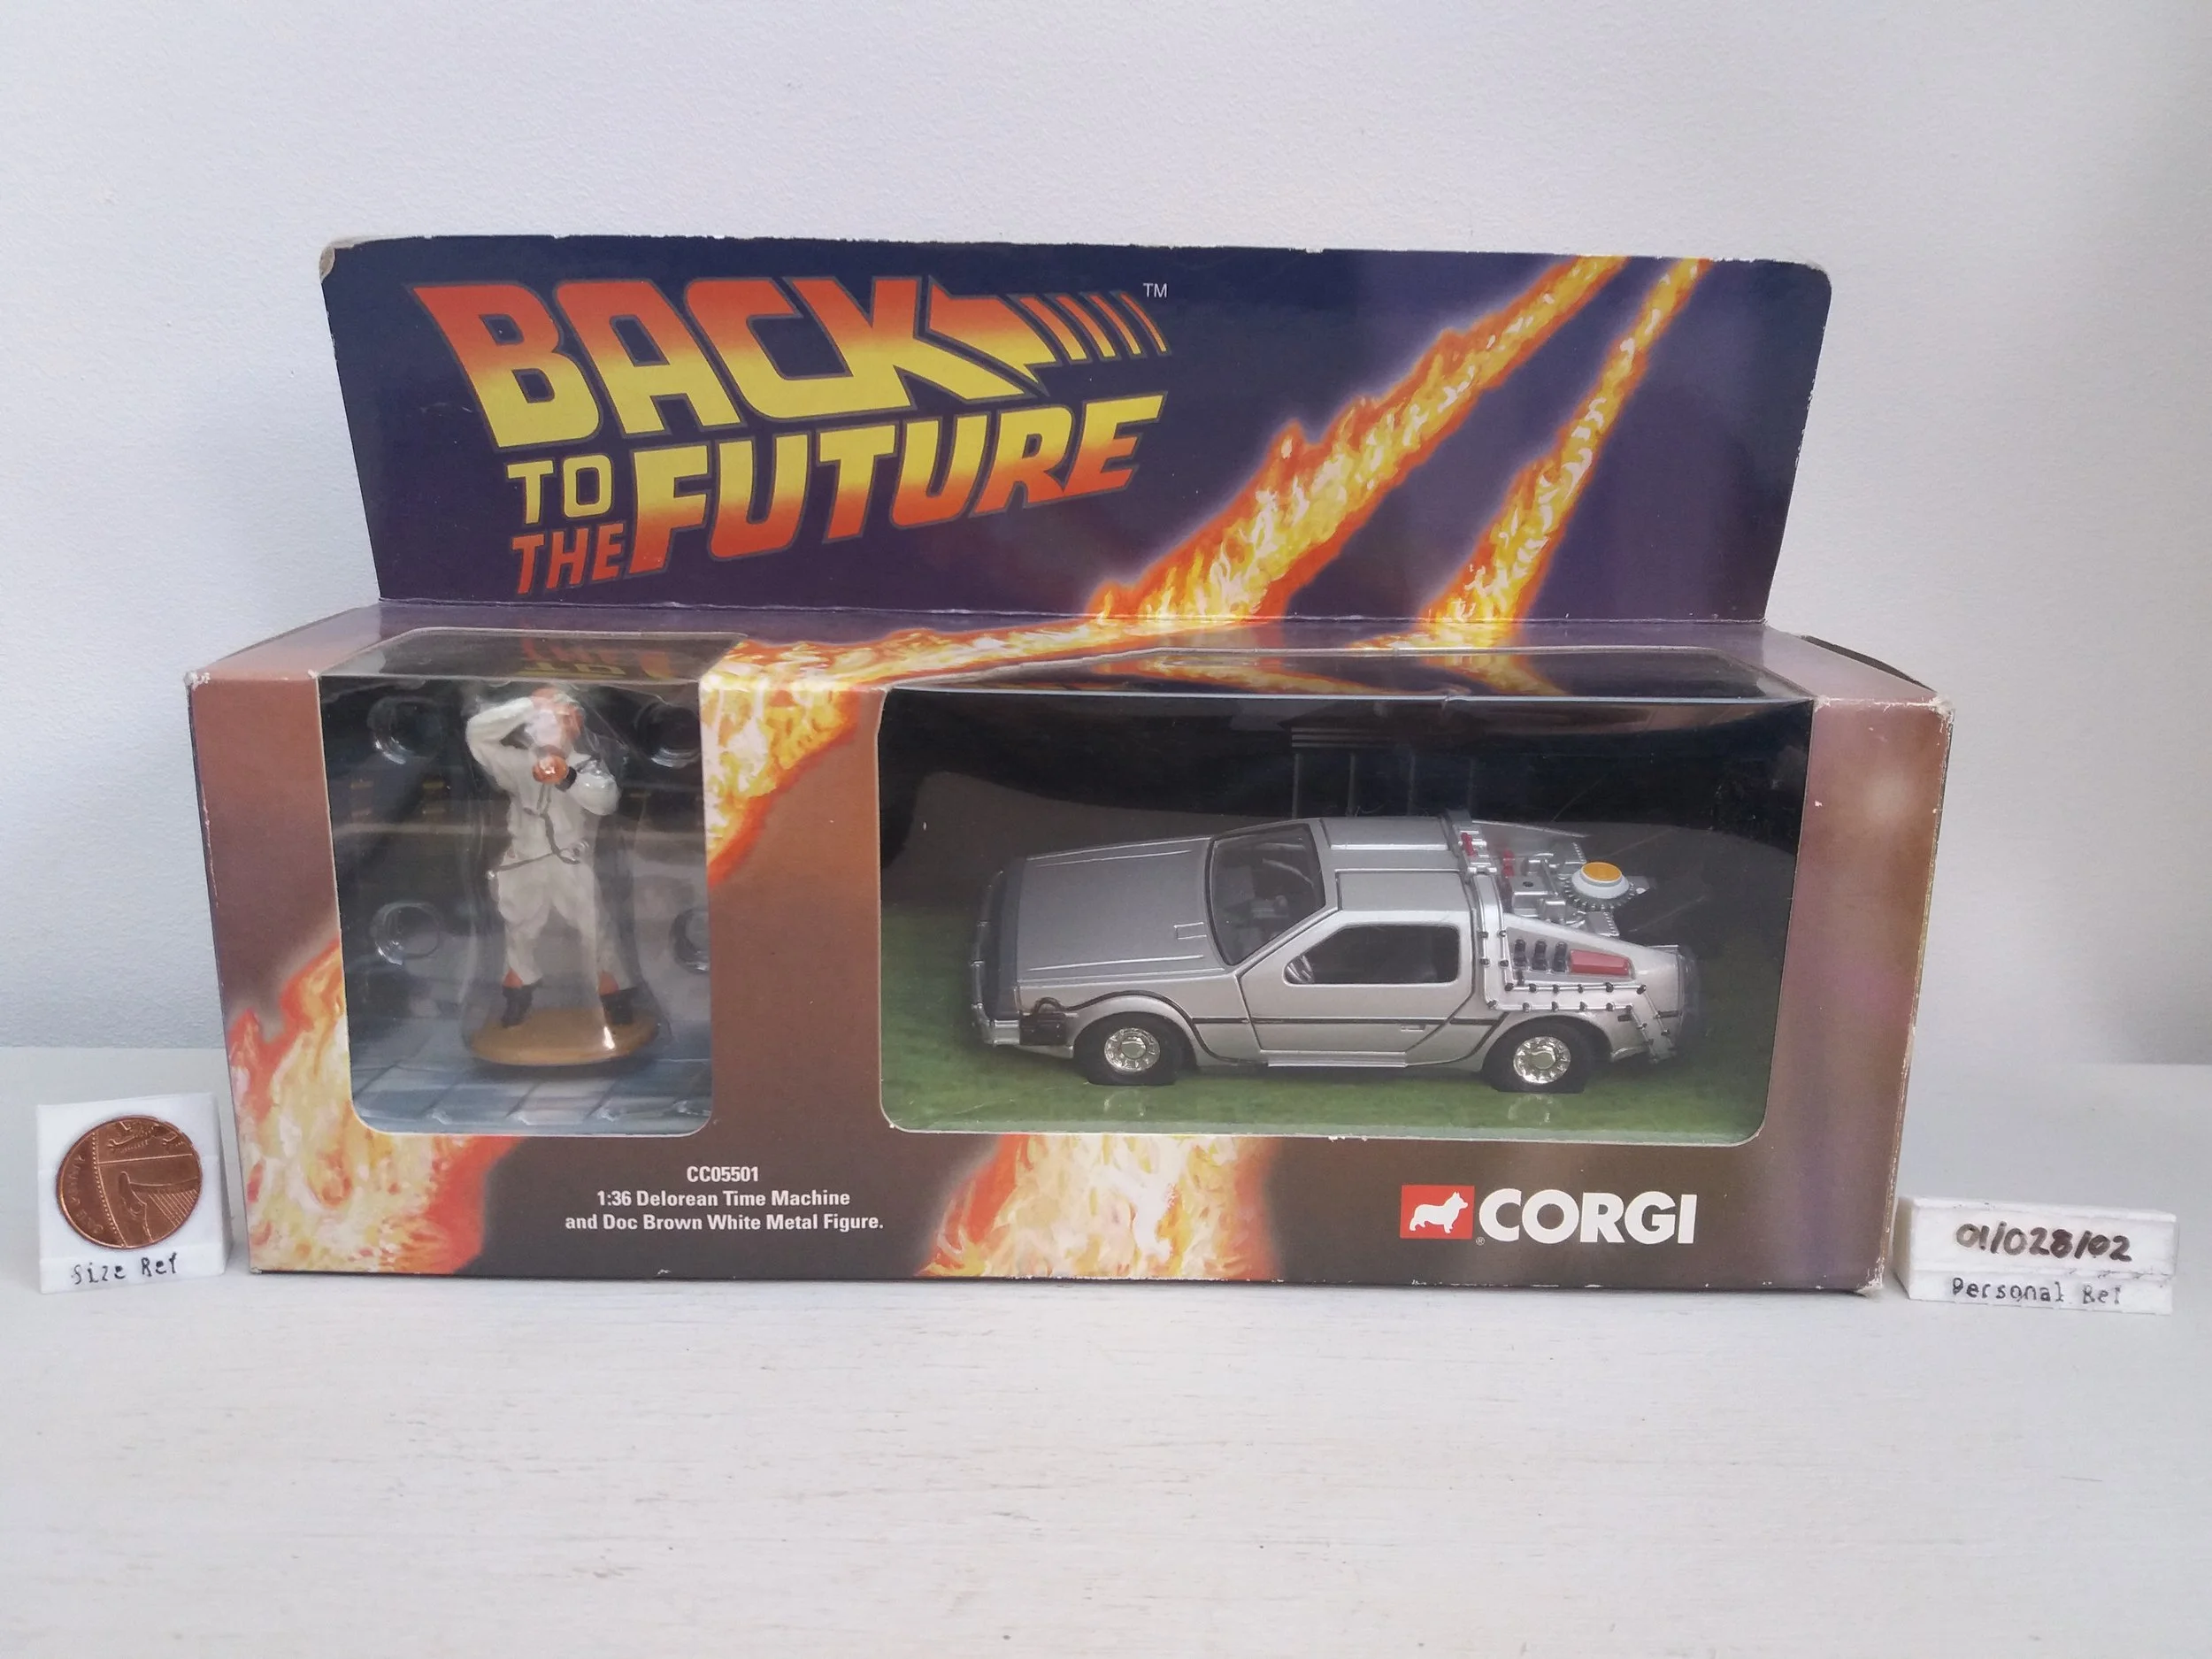 BACK
TM
TO
THE FUTURE
CC05501
1:36 Delorean Time Machine
and Doc Brown White Metal Figure.
CORGI
®
Size Ref
01/028/02
Personal Ref